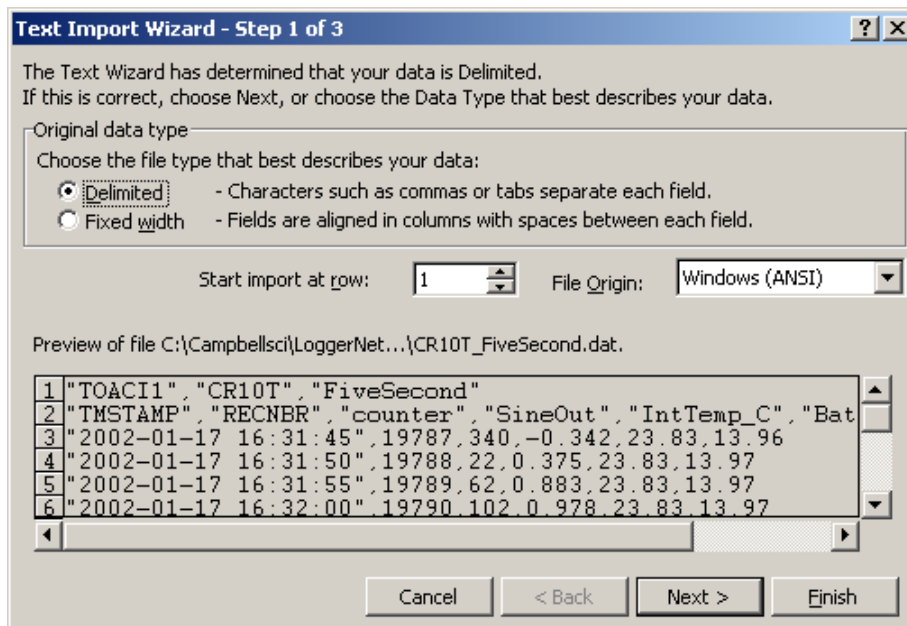 Text Import Wizard - Step 1 of 3
The Text Wizard has determined that your data is Delimited.
If this is correct, choose Next, or choose the Data Type that best describes your data.
Original data type
Choose the file type that best describes your data:
Delimited - Characters such as commas or tabs separate each field.
Fixed width - Fields are aligned in columns with spaces between each field.
Start import at row: 1 File Origin: Windows (ANSI)
Preview of file C:\Campbellsci\LoggerNet...\CR10T_FiveSecond.dat.
1 "TOACI1","CR10T","FiveSecond"
2 "TMSTAMP","RECNBR","counter","SineOut","IntTemp_C","Bat
3 "2002-01-17 16:31:45",19787,340,-0.342,23.83,13.96
4 "2002-01-17 16:31:50",19788,22,0.375,23.83,13.97
5 "2002-01-17 16:31:55",19789,62,0.883,23.83,13.97
6 "2002-01-17 16:32:00",19790,102,0.978,23.83,13.97
Cancel < Back Next > Finish